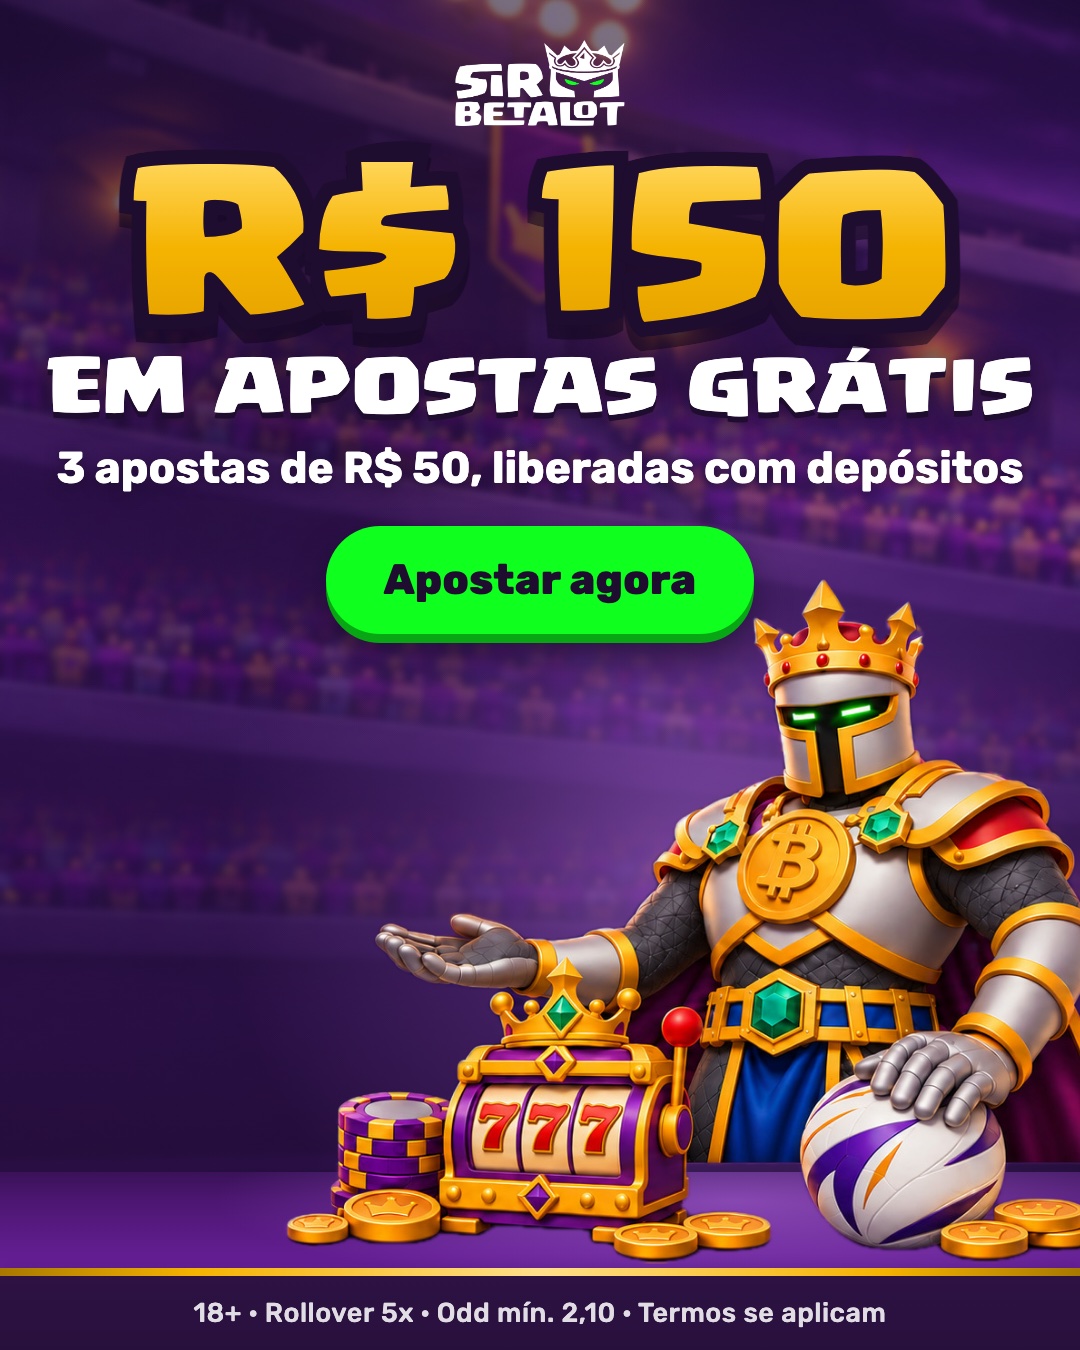 SIR
BETALOT
R$ 150
EM APOSTAS GRÁTIS
3 apostas de R$ 50, liberadas com depósitos
Apostar agora
777
18+ • Rollover 5x • Odd mín. 2,10 • Termos se aplicam